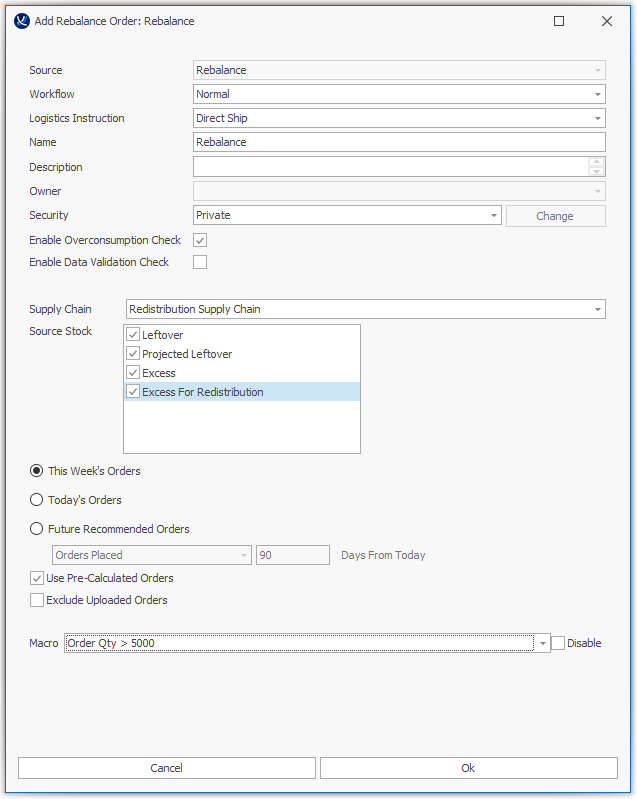 Add Rebalance Order: Rebalance
Source Rebalance
Workflow Normal
Logistics Instruction Direct Ship
Name Rebalance
Description
Owner
Security Private Change
Enable Overconsumption Check
Enable Data Validation Check
Supply Chain Redistribution Supply Chain
Source Stock Leftover
Projected Leftover
Excess
Excess For Redistribution
This Week's Orders
Today's Orders
Future Recommended Orders
Orders Placed 90 Days From Today
Use Pre-Calculated Orders
Exclude Uploaded Orders
Macro Order Qty > 5000 Disable
Cancel Ok